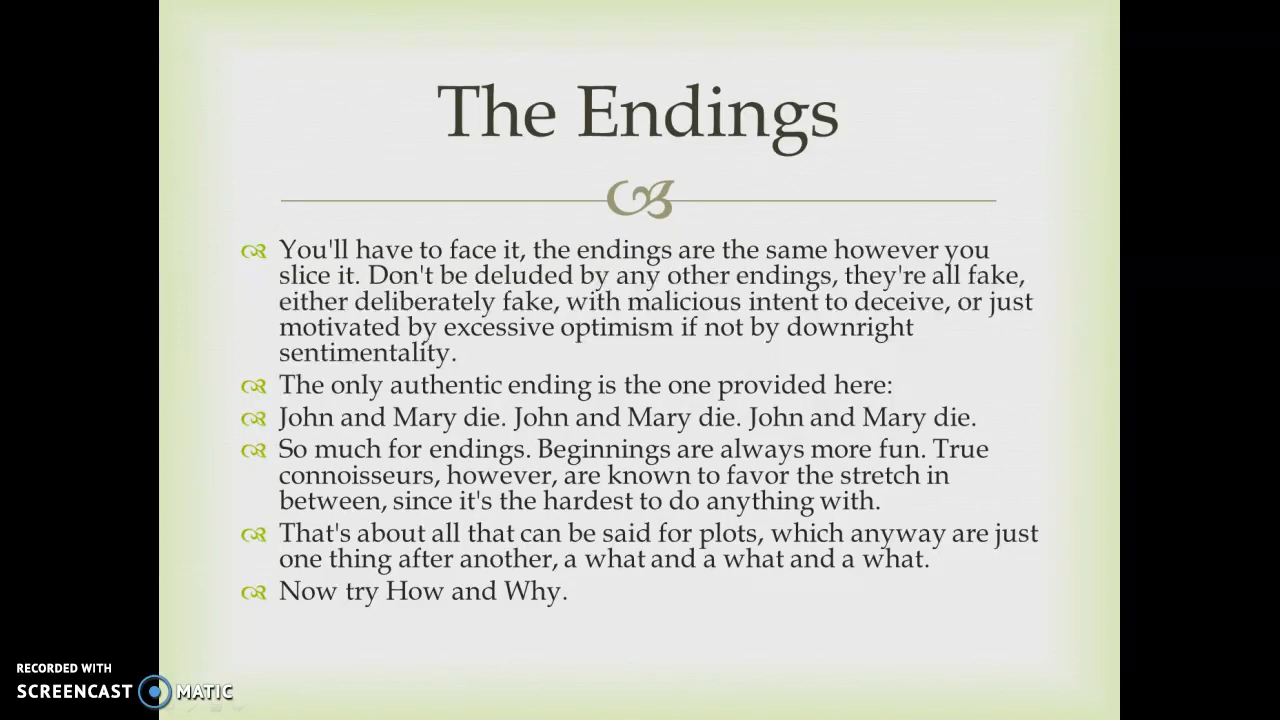 The Endings
You'll have to face it, the endings are the same however you
slice it. Don't be deluded by any other endings, they're all fake,
either deliberately fake, with malicious intent to deceive, or just
motivated by excessive optimism if not by downright
sentimentality.
The only authentic ending is the one provided here:
John and Mary die. John and Mary die. John and Mary die.
So much for endings. Beginnings are always more fun. True
connoisseurs, however, are known to favor the stretch in
between, since it's the hardest to do anything with.
That's about all that can be said for plots, which anyway are just
one thing after another, a what and a what and a what.
Now try How and Why.
RECORDED WITH
SCREENCAST MATIC